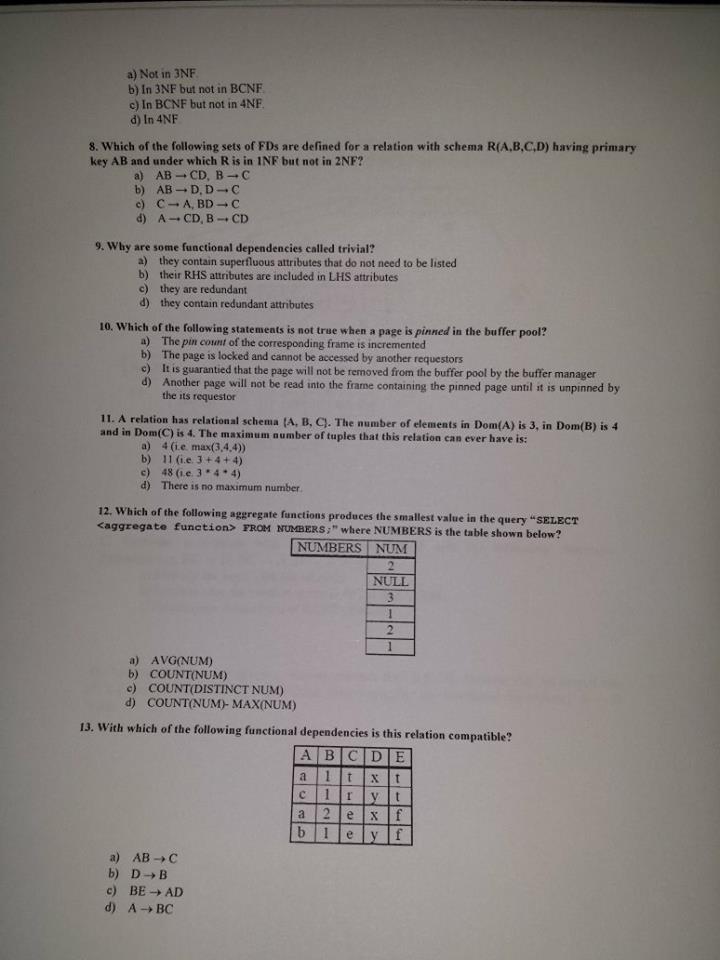 a) Not in 3NF.
b) In 3NF but not in BCNF.
c) In BCNF but not in 4NF.
d) In 4NF
8. Which of the following sets of FDs are defined for a relation with schema R(A,B,C,D) having primary
key AB and under which R is in 1NF but not in 2NF?
a) AB → CD, B → C
b) AB → D, D → C
c) C → A, BD → C
d) A → CD, B → CD
9. Why are some functional dependencies called trivial?
a) they contain superfluous attributes that do not need to be listed
b) their RHS attributes are included in LHS attributes
c) they are redundant
d) they contain redundant attributes
10. Which of the following statements is not true when a page is pinned in the buffer pool?
a) The pin count of the corresponding frame is incremented
b) The page is locked and cannot be accessed by another requestors
c) It is guarantied that the page will not be removed from the buffer pool by the buffer manager
d) Another page will not be read into the frame containing the pinned page until it is unpinned by
the its requestor
11. A relation has relational schema {A, B, C}. The number of elements in Dom(A) is 3, in Dom(B) is 4
and in Dom(C) is 4. The maximum number of tuples that this relation can ever have is:
a) 4 (i.e. max(3,4,4))
b) 11 (i.e. 3 + 4 + 4)
c) 48 (i.e. 3 * 4 * 4)
d) There is no maximum number.
12. Which of the following aggregate functions produces the smallest value in the query "SELECT
<aggregate function> FROM NUMBERS;" where NUMBERS is the table shown below?
NUMBERS NUM
2
NULL
3
1
2
1
a) AVG(NUM)
b) COUNT(NUM)
c) COUNT(DISTINCT NUM)
d) COUNT(NUM)- MAX(NUM)
13. With which of the following functional dependencies is this relation compatible?
A B C D E
a 1 t x t
c 1 r y t
a 2 e x f
b 1 e y f
a) AB → C
b) D → B
c) BE → AD
d) A → BC